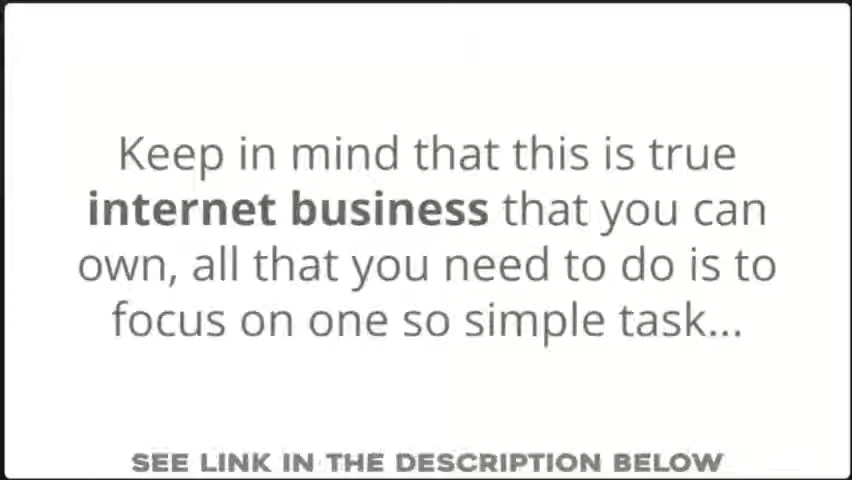 Keep in mind that this is true
internet business that you can
own, all that you need to do is to
focus on one so simple task...
SEE LINK IN THE DESCRIPTION BELOW